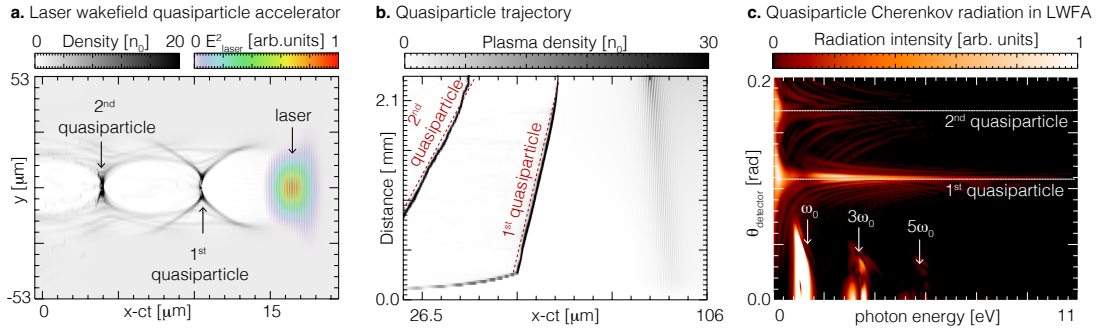 a. Laser wakefield quasiparticle accelerator
0 Density [n0] 20
0 E²laser [arb.units] 1
53
y [μm]
-53
2nd
quasiparticle
laser
1st
quasiparticle
0 x-ct [μm] 15
b. Quasiparticle trajectory
0 Plasma density [n0] 30
2.1
Distance [mm]
0.0
2nd
quasiparticle
1st quasiparticle
26.5 x-ct [μm] 106
c. Quasiparticle Cherenkov radiation in LWFA
0 Radiation intensity [arb. units] 1
0.2
θdetector [rad]
0.0
2nd quasiparticle
1st quasiparticle
ω0
3ω0
5ω0
0 photon energy [eV] 11